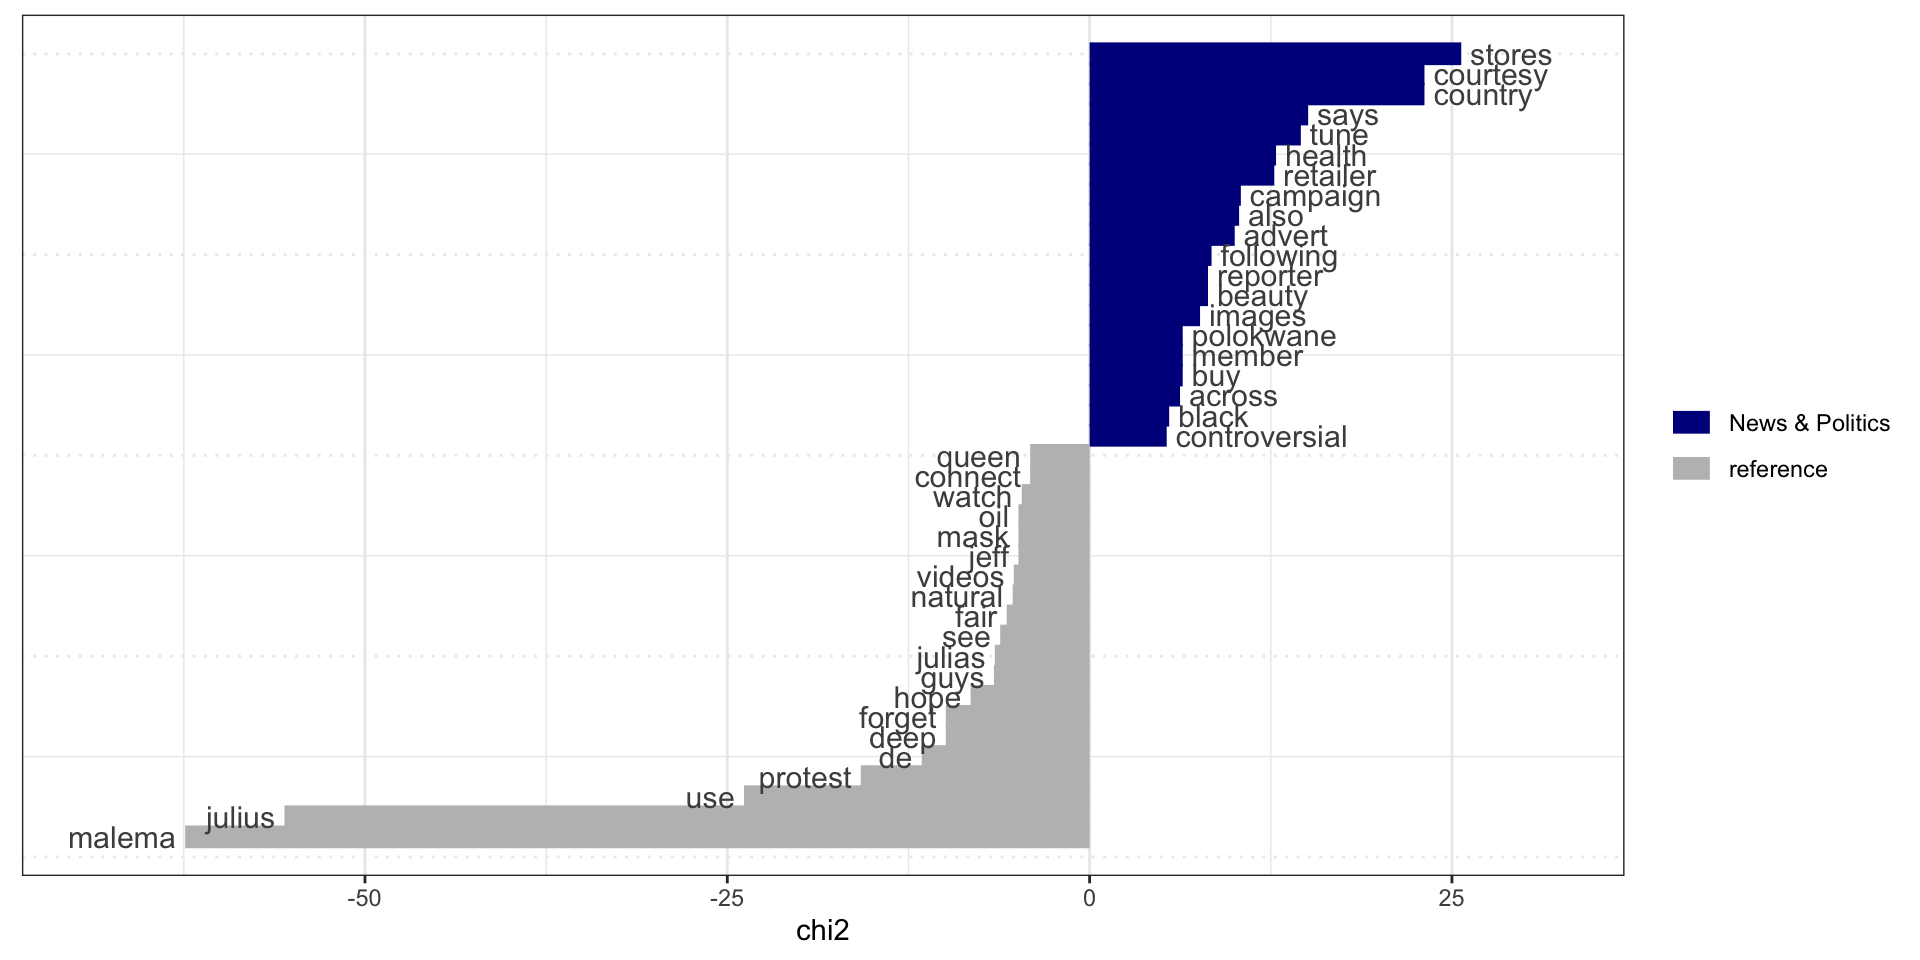 stores
courtesy
country
says
tune
health
retailer
campaign
also
advert
following
reporter
beauty
images
polokwane
member
buy
across
black
controversial
queen
connect
watch
oil
mask
jeff
videos
natural
fair
see
julias
guys
hope
forget
deep
de
protest
use
julius
malema
-50
-25
0
25
chi2
News & Politics
reference